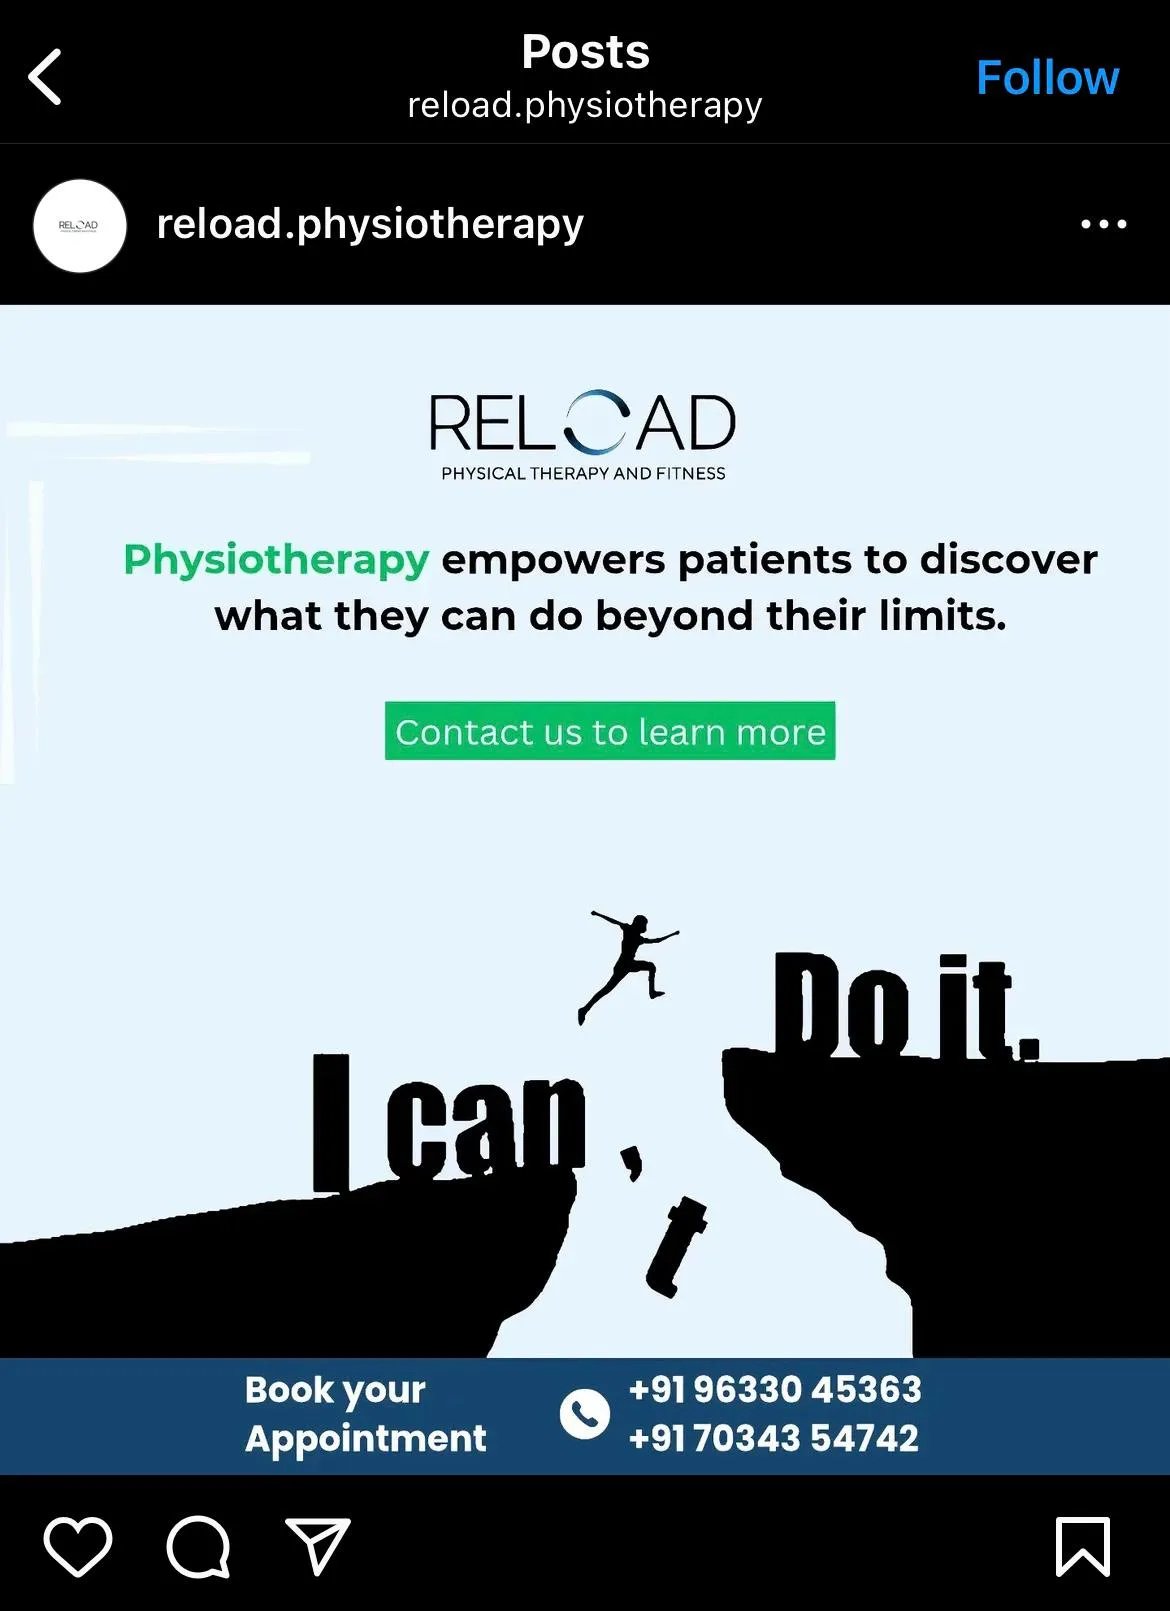 Posts
reload.physiotherapy
Follow
RELOAD
reload.physiotherapy
RELOAD
PHYSICAL THERAPY AND FITNESS
Physiotherapy empowers patients to discover
what they can do beyond their limits.
Contact us to learn more
Do it.
I can't
Book your
Appointment
+91 96330 45363
+91 70343 54742